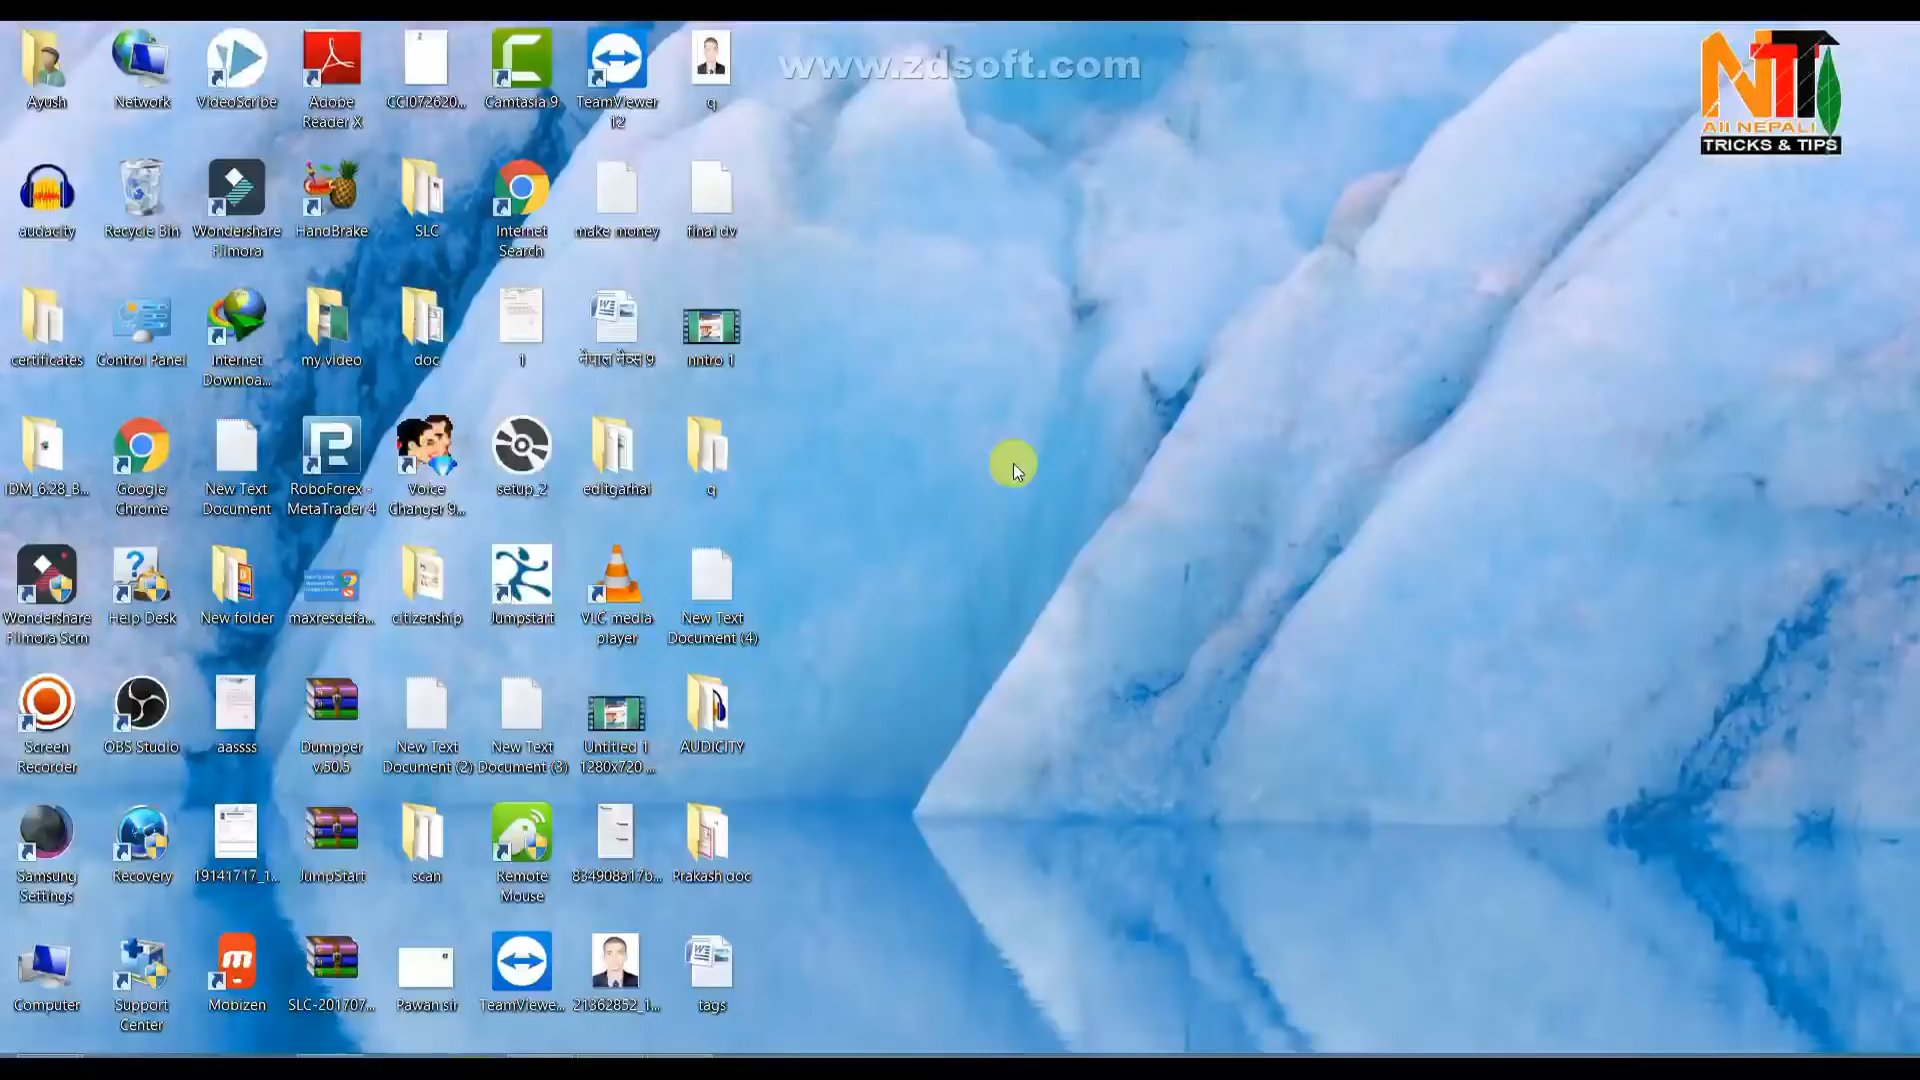 www.zdsoft.com
NTT
All NEPALI
TRICKS & TIPS
Ayush
Network
VideoScribe
Adobe
Reader X
CCI072620...
Camtasia 9
TeamViewer
12
q
audacity
Recycle Bin
Wondershare
Filmora
HandBrake
SLC
Internet
Search
make money
final cv
certificates
Control Panel
Internet
Downloa...
my video
doc
1
नेपाल नेव्स 9
nntro 1
IDM_6.28_B...
Google
Chrome
New Text
Document
RoboForex -
MetaTrader 4
Voice
Changer 9...
setup_2
editgarhai
q
Wondershare
Filmora Scrn
Help Desk
New folder
maxresdefa...
citizenship
Jumpstart
VLC media
player
New Text
Document (4)
Screen
Recorder
OBS Studio
aassss
Dumpper
v.50.5
New Text
Document (2)
New Text
Document (3)
Untitled 1
1280x720 ...
AUDICITY
Samsung
Settings
Recovery
19141717_1...
JumpStart
scan
Remote
Mouse
834908a17b...
Prakash doc
Computer
Support
Center
Mobizen
SLC-201707...
Pawan sir
TeamViewe...
21362852_1...
tags